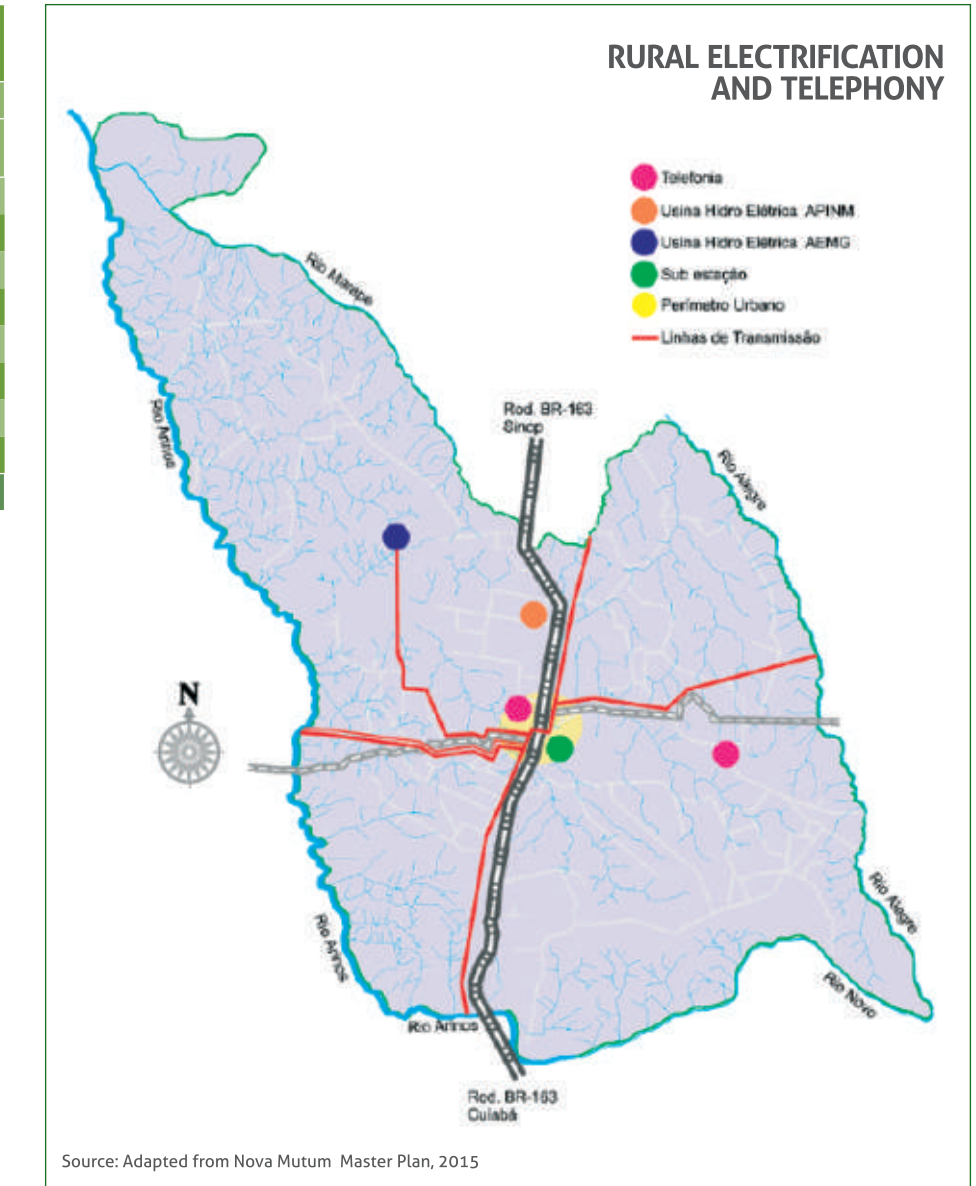 RURAL ELECTRIFICATION
AND TELEPHONY
Telefonia
Usina Hidro Elétrica APINM
Usina Hidro Elétrica AEMG
Sub estação
Perímetro Urbano
Linhas de Transmissão
Rio Marape
Rio Arinos
Rod. BR-163
Sinop
Rio Alegre
N
Rio Alegre
Rio Arinos
Rio Novo
Rio Arinos
Rod. BR-163
Cuiabá
Source: Adapted from Nova Mutum Master Plan, 2015